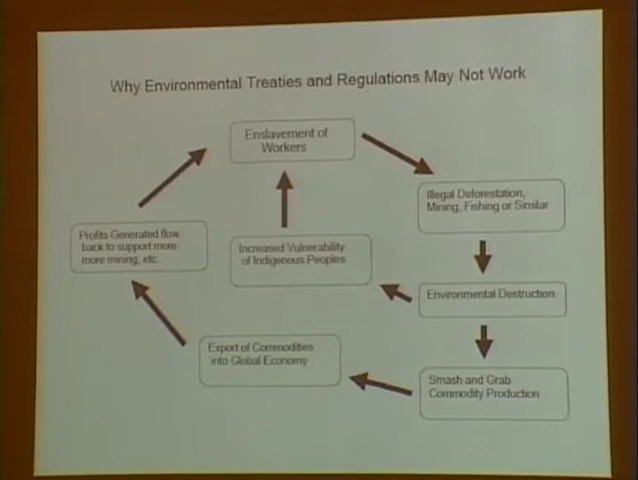 Why Environmental Treaties and Regulations May Not Work
Enslavement of
Workers
Illegal Deforestation,
Mining, Fishing or Similar
Profits Generated flow
back to support more
more mining, etc
Increased Vulnerability
of Indigenous Peoples
Environmental Destruction
Export of Commodities
into Global Economy
Smash and Grab
Commodity Production